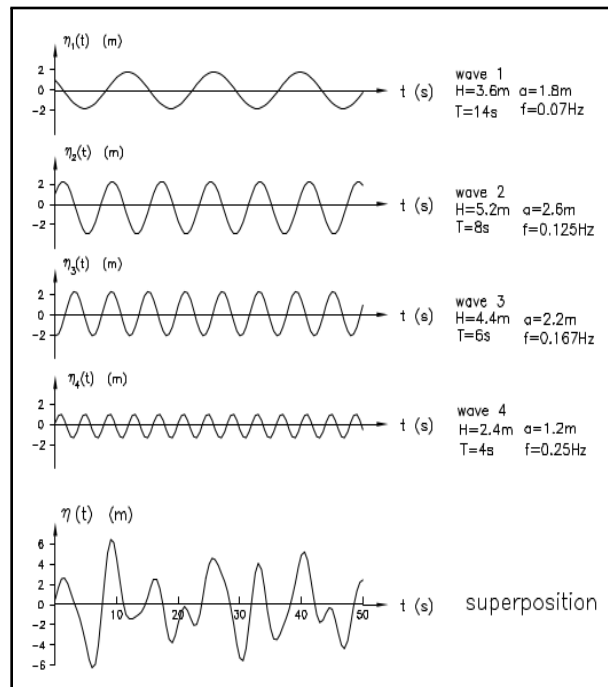 η₁(t) (m)
2
0
-2
t (s)
wave 1
H=3.6m a=1.8m
T=14s f=0.07Hz
η₂(t) (m)
2
0
-2
t (s)
wave 2
H=5.2m a=2.6m
T=8s f=0.125Hz
η₃(t) (m)
2
0
-2
t (s)
wave 3
H=4.4m a=2.2m
T=6s f=0.167Hz
η₄(t) (m)
2
0
-2
t (s)
wave 4
H=2.4m a=1.2m
T=4s f=0.25Hz
η(t) (m)
6
4
2
0
-2
-4
-6
10 20 30 40 50
t (s)
superposition